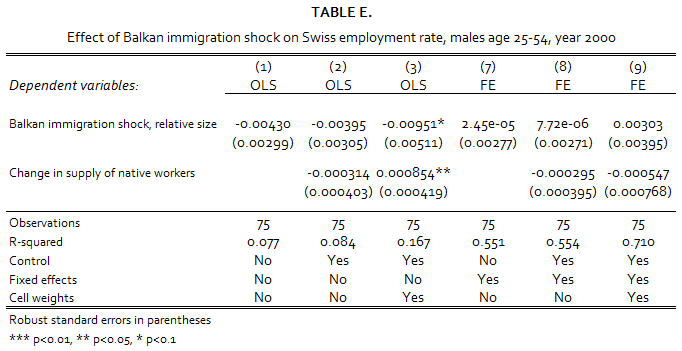 TABLE E.
Effect of Balkan immigration shock on Swiss employment rate, males age 25-54, year 2000
(1) (2) (3) (7) (8) (9)
Dependent variables: OLS OLS OLS FE FE FE
Balkan immigration shock, relative size -0.00430 -0.00395 -0.00951* 2.45e-05 7.72e-06 0.00303
(0.00299) (0.00305) (0.00511) (0.00277) (0.00271) (0.00395)
Change in supply of native workers -0.000314 0.000854** -0.000295 -0.000547
(0.000403) (0.000419) (0.000395) (0.000768)
Observations 75 75 75 75 75 75
R-squared 0.077 0.084 0.167 0.551 0.554 0.710
Control No Yes Yes No Yes Yes
Fixed effects No No No Yes Yes Yes
Cell weights No No Yes No No Yes
Robust standard errors in parentheses
*** p<0.01, ** p<0.05, * p<0.1